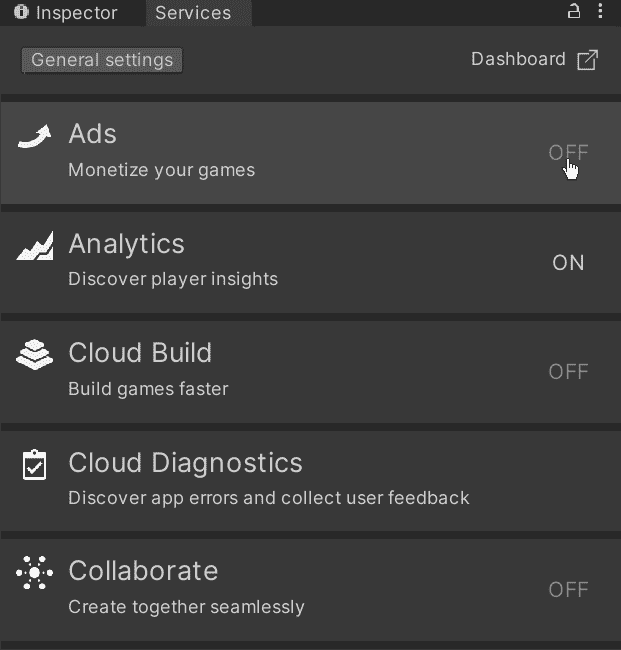 Inspector
Services
General settings
Dashboard
Ads
OFF
Monetize your games
Analytics
ON
Discover player insights
Cloud Build
OFF
Build games faster
Cloud Diagnostics
Discover app errors and collect user feedback
Collaborate
OFF
Create together seamlessly